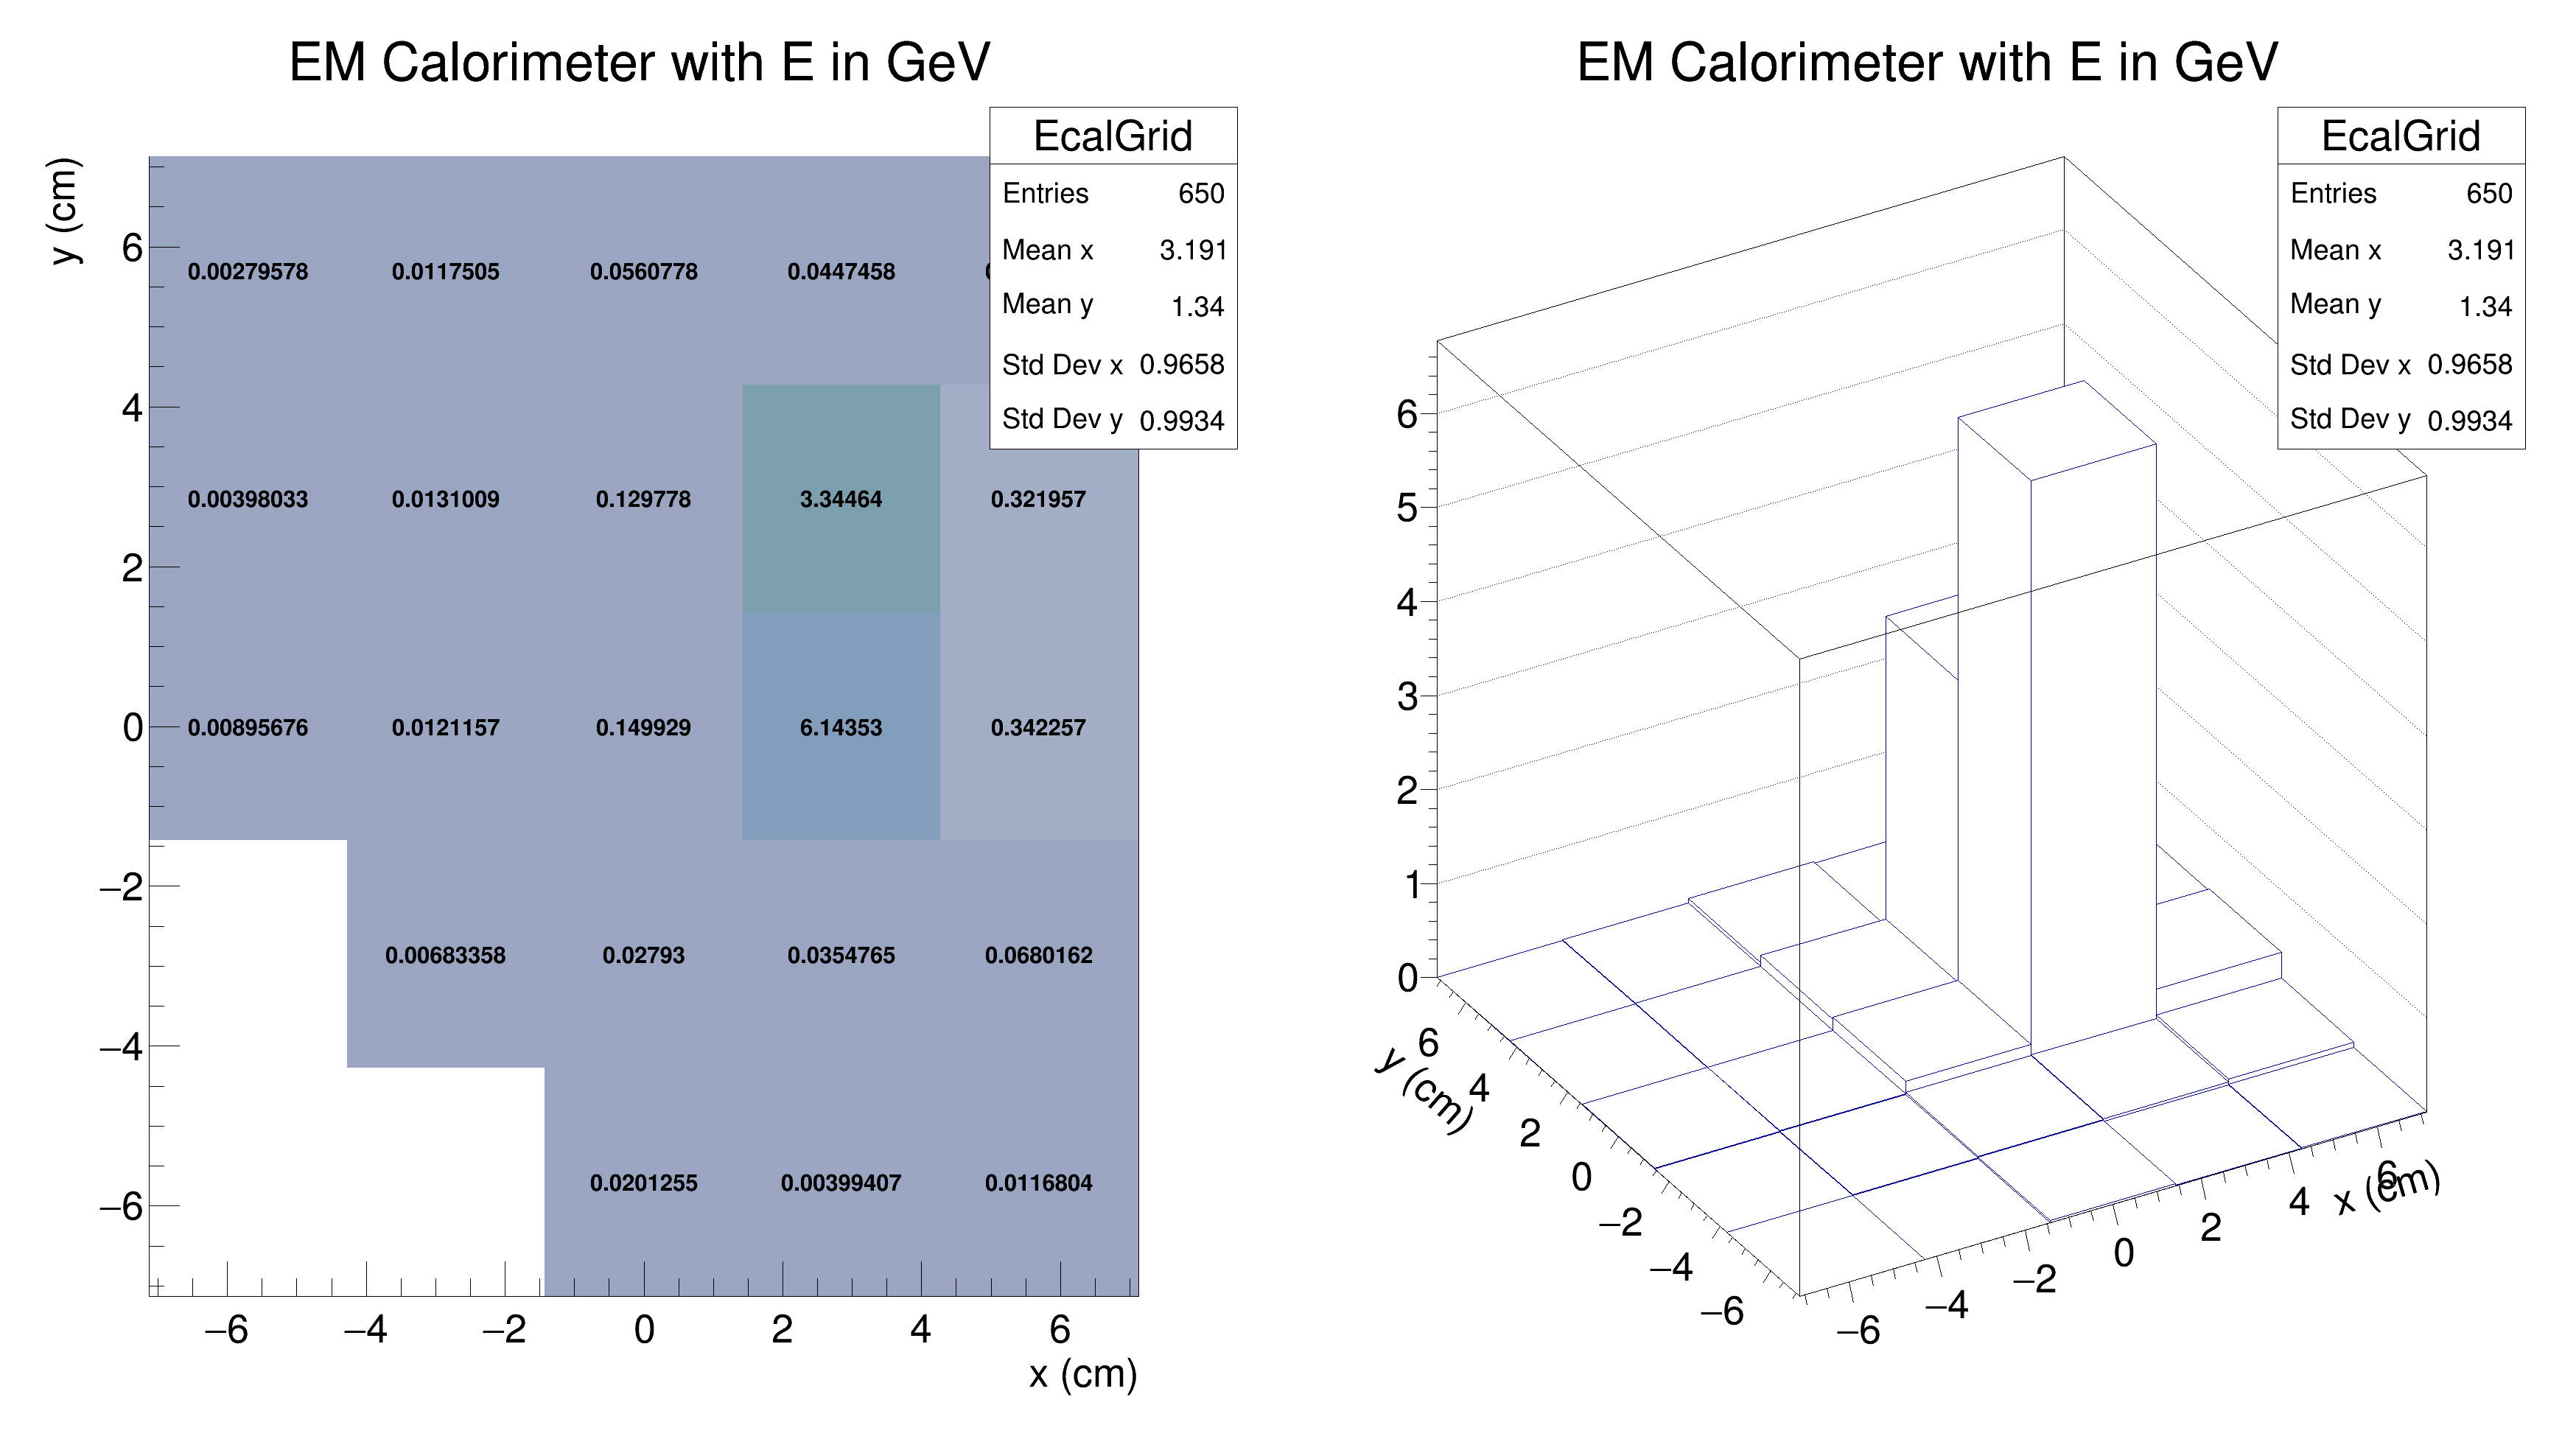 EM Calorimeter with E in GeV
EcalGrid
Entries 650
Mean x 3.191
Mean y 1.34
Std Dev x 0.9658
Std Dev y 0.9934
y (cm)
6
4
2
0
−2
−4
−6
0.00279578 0.0117505 0.0560778 0.0447458
0.00398033 0.0131009 0.129778 3.34464 0.321957
0.00895676 0.0121157 0.149929 6.14353 0.342257
0.00683358 0.02793 0.0354765 0.0680162
0.0201255 0.00399407 0.0116804
−6 −4 −2 0 2 4 6
x (cm)
EM Calorimeter with E in GeV
EcalGrid
Entries 650
Mean x 3.191
Mean y 1.34
Std Dev x 0.9658
Std Dev y 0.9934
6
5
4
3
2
1
0
y (cm)
6
4
2
0
−2
−4
−6
−6 −4 −2 0 2 4 6
x (cm)